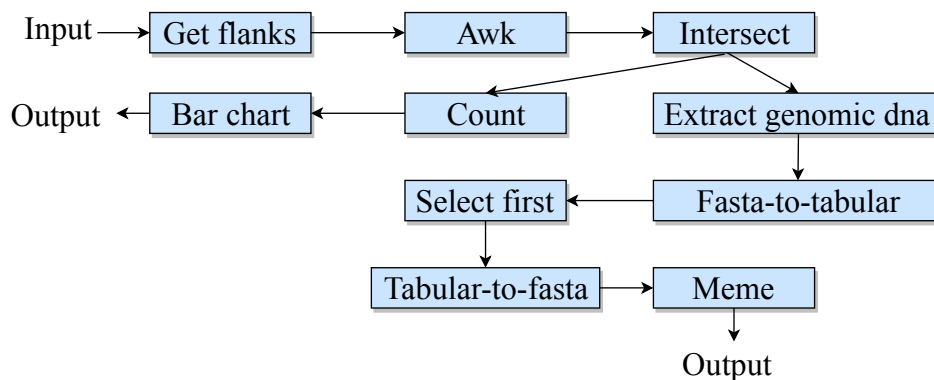 Input
Get flanks
Awk
Intersect
Output
Bar chart
Count
Extract genomic dna
Select first
Fasta-to-tabular
Tabular-to-fasta
Meme
Output